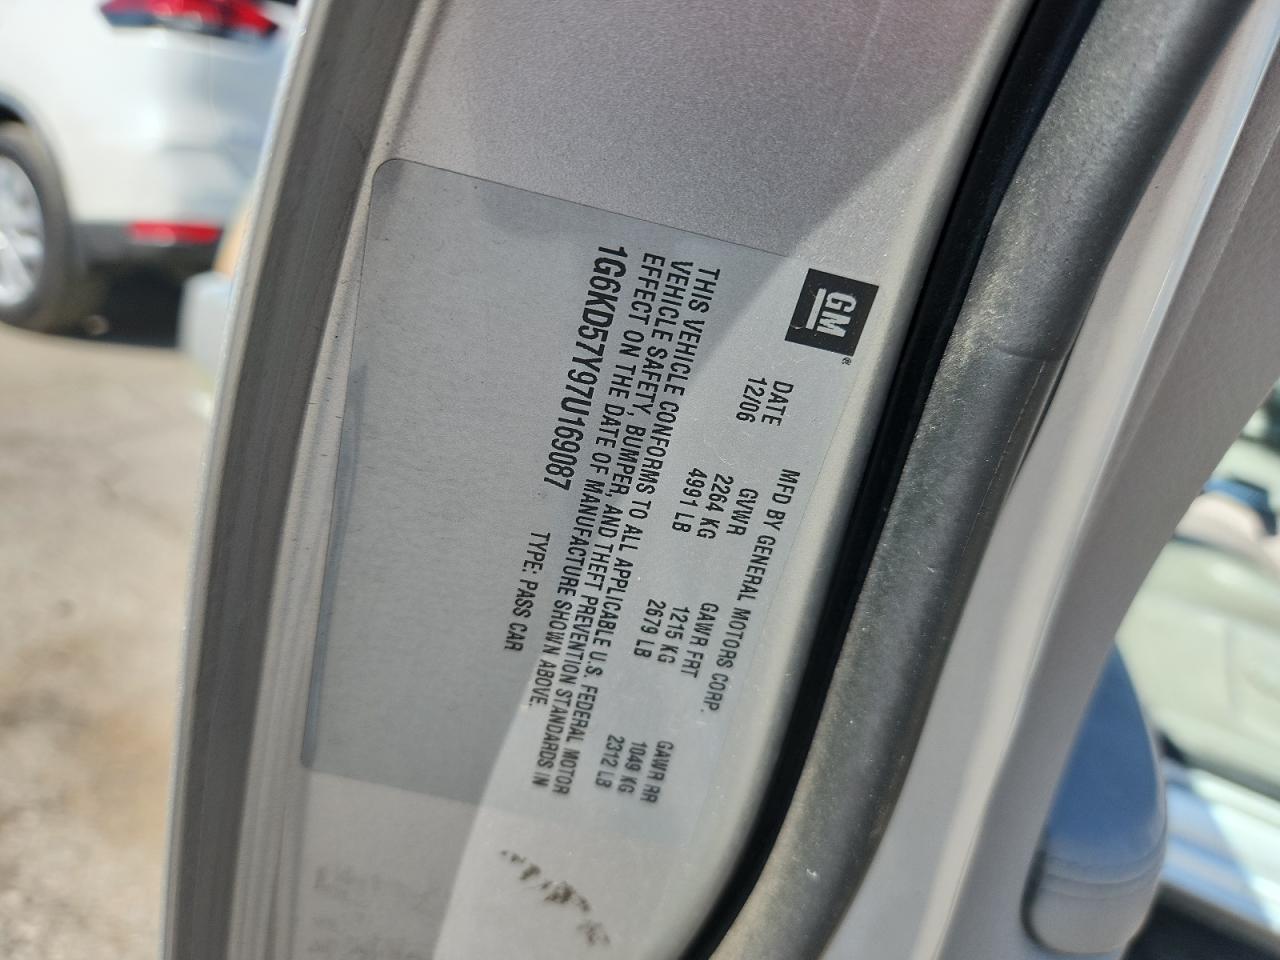 GM®
MFD BY GENERAL MOTORS CORP.
DATE GVWR GAWR FRT GAWR RR
12/06 2264 KG 1215 KG 1049 KG
4991 LB 2679 LB 2312 LB
THIS VEHICLE CONFORMS TO ALL APPLICABLE U.S. FEDERAL MOTOR
VEHICLE SAFETY, BUMPER, AND THEFT PREVENTION STANDARDS IN
EFFECT ON THE DATE OF MANUFACTURE SHOWN ABOVE.
1G6KD57Y97U169087 TYPE: PASS CAR